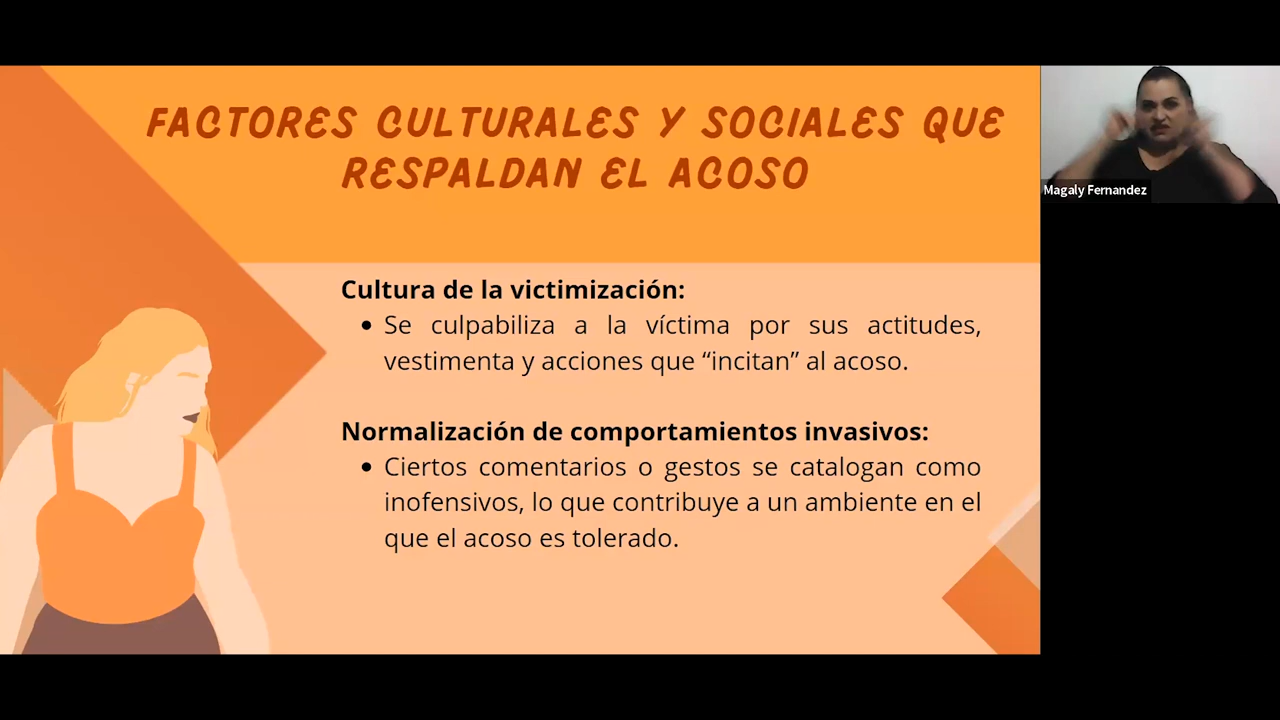 FACTORES CULTURALES Y SOCIALES QUE
RESPALDAN EL ACOSO
Magaly Fernandez
Cultura de la victimización:
• Se culpabiliza a la víctima por sus actitudes,
vestimenta y acciones que “incitan” al acoso.
Normalización de comportamientos invasivos:
• Ciertos comentarios o gestos se catalogan como
inofensivos, lo que contribuye a un ambiente en el
que el acoso es tolerado.